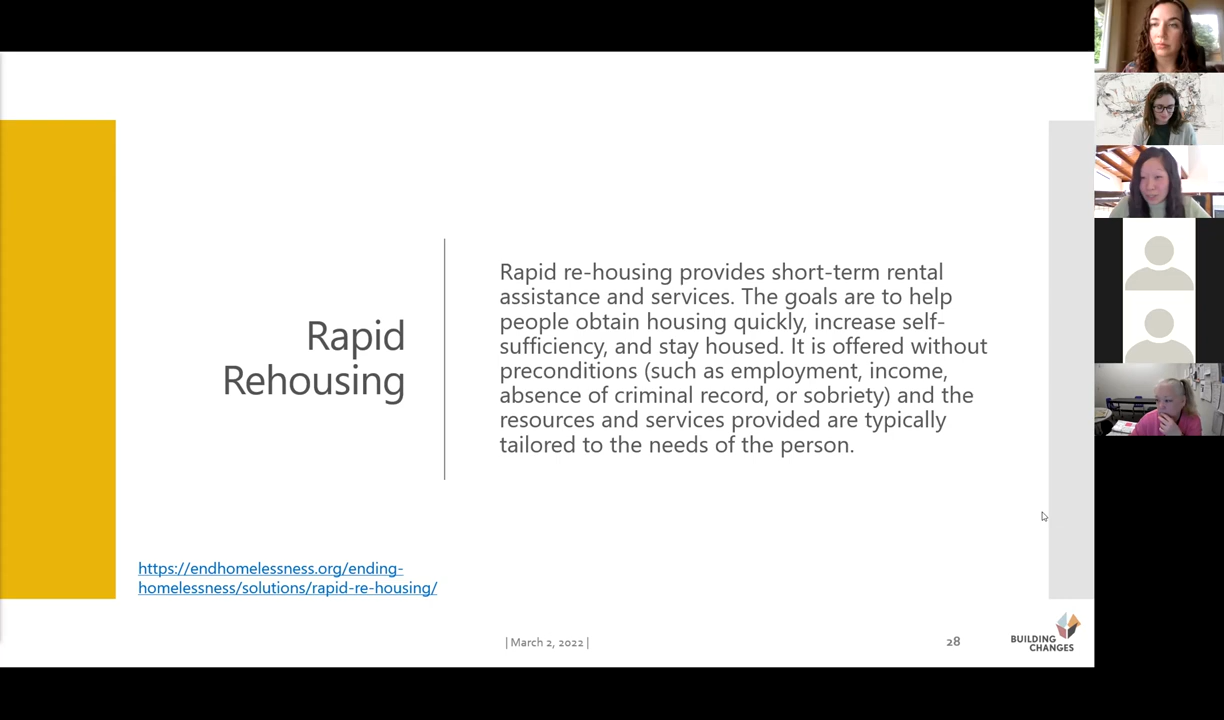 Rapid
Rehousing
Rapid re-housing provides short-term rental
assistance and services. The goals are to help
people obtain housing quickly, increase self-
sufficiency, and stay housed. It is offered without
preconditions (such as employment, income,
absence of criminal record, or sobriety) and the
resources and services provided are typically
tailored to the needs of the person.
https://endhomelessness.org/ending-
homelessness/solutions/rapid-re-housing/
| March 2, 2022 |
28
BUILDING
CHANGES